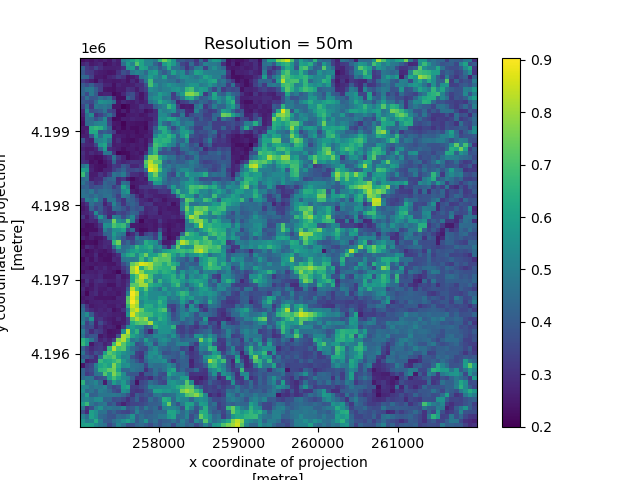 Resolution = 50m
1e6
4.199
4.198
4.197
4.196
y coordinate of projection
[metre]
258000 259000 260000 261000
x coordinate of projection
[metre]
0.9
0.8
0.7
0.6
0.5
0.4
0.3
0.2